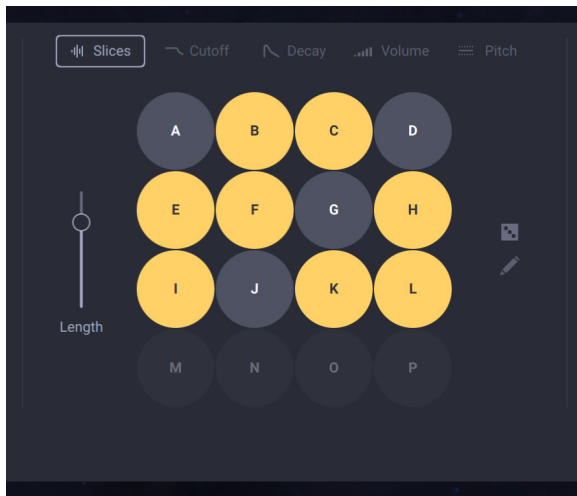 Slices Cutoff Decay Volume Pitch
A B C D
E F G H
I J K L
Length
M N O P